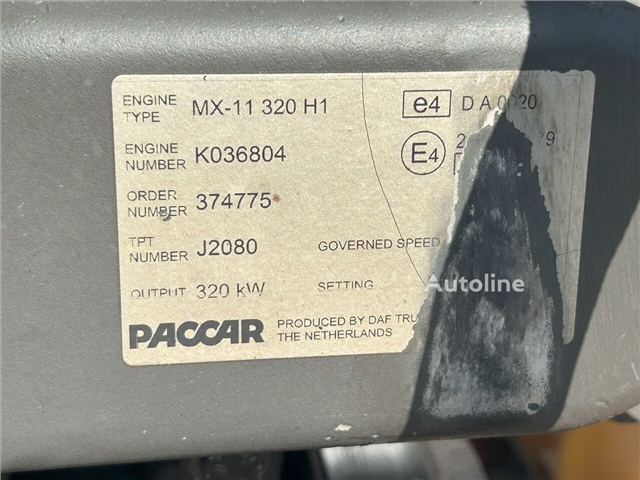 ENGINE TYPE MX-11 320 H1 e4 D A 0020
ENGINE NUMBER K036804 E4
ORDER NUMBER 374775
TPT NUMBER J2080 GOVERNED SPEED
OUTPUT 320 kW SETTING
Autoline
PACCAR PRODUCED BY DAF
THE NETHERLANDS